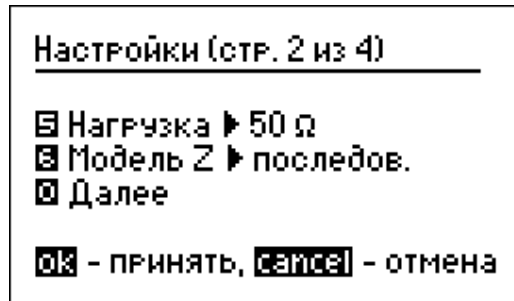 Настройки (стр. 2 из 4)
5 Нагрузка ▶ 50 Ω
6 Модель Z ▶ последов.
0 Далее
ok - принять, cancel - отмена